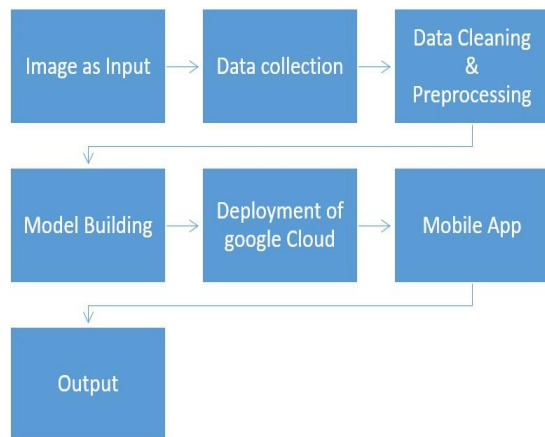 Image as Input
Data collection
Data Cleaning
&
Preprocessing
Model Building
Deployment of
google Cloud
Mobile App
Output